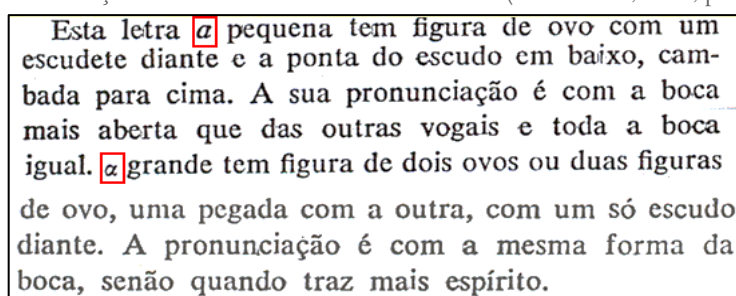 Esta letra a pequena tem figura de ovo com um
escudete diante e a ponta do escudo em baixo, cam-
bada para cima. A sua pronunciação é com a boca
mais aberta que das outras vogais e toda a boca
igual. α grande tem figura de dois ovos ou duas figuras
de ovo, uma pegada com a outra, com um só escudo
diante. A pronunciação é com a mesma forma da
boca, senão quando traz mais espírito.